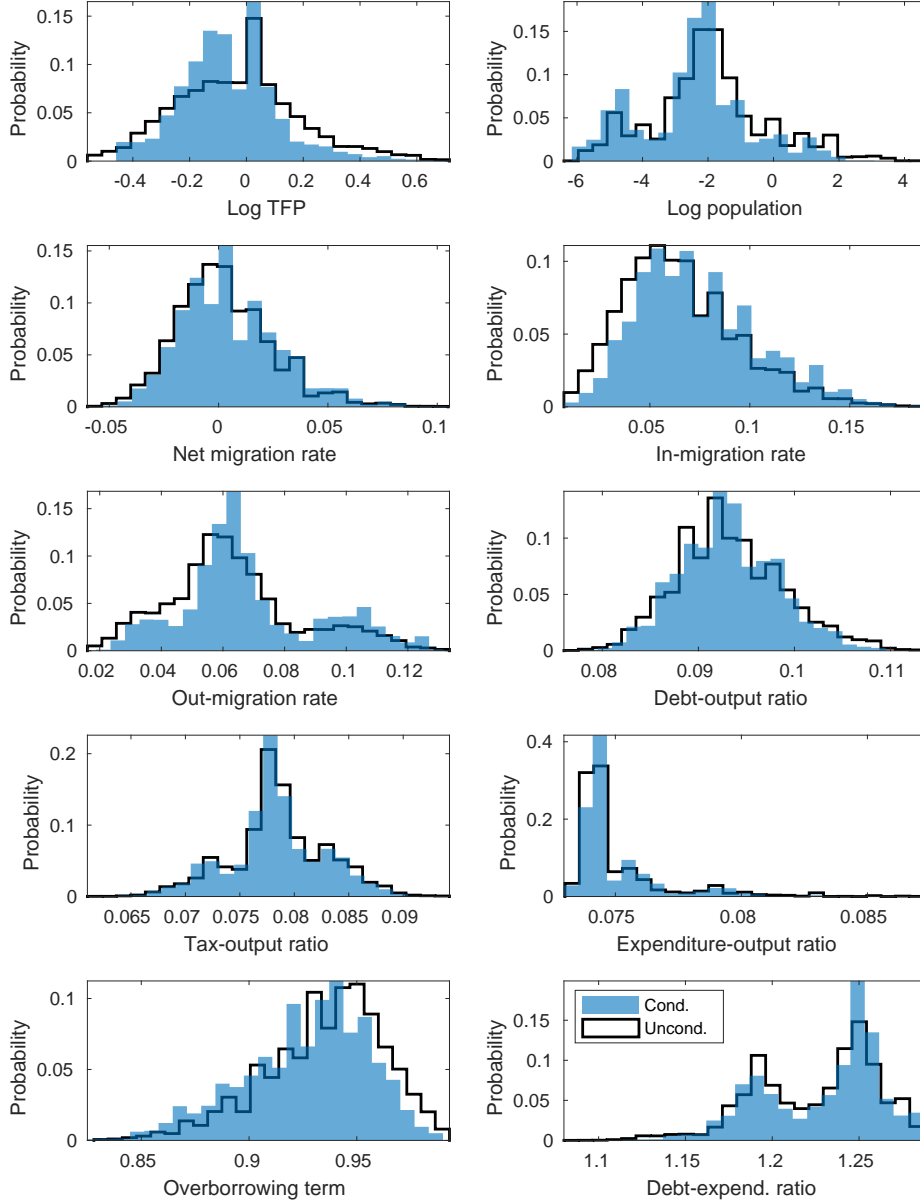 0.15
0.1
0.05
0
Probability
-0.4 -0.2 0 0.2 0.4 0.6
Log TFP
0.15
0.1
0.05
0
Probability
-6 -4 -2 0 2 4
Log population
0.15
0.1
0.05
0
Probability
-0.05 0 0.05 0.1
Net migration rate
0.1
0.05
0
Probability
0.05 0.1 0.15
In-migration rate
0.15
0.1
0.05
0
Probability
0.02 0.04 0.06 0.08 0.1 0.12
Out-migration rate
0.1
0.05
0
Probability
0.08 0.09 0.1 0.11
Debt-output ratio
0.2
0.1
0
Probability
0.065 0.07 0.075 0.08 0.085 0.09
Tax-output ratio
0.4
0.2
0
Probability
0.075 0.08 0.085
Expenditure-output ratio
0.1
0.05
0
Probability
0.85 0.9 0.95
Overborrowing term
0.15
0.1
0.05
0
Probability
Cond.
Uncond.
1.1 1.15 1.2 1.25
Debt-expend. ratio